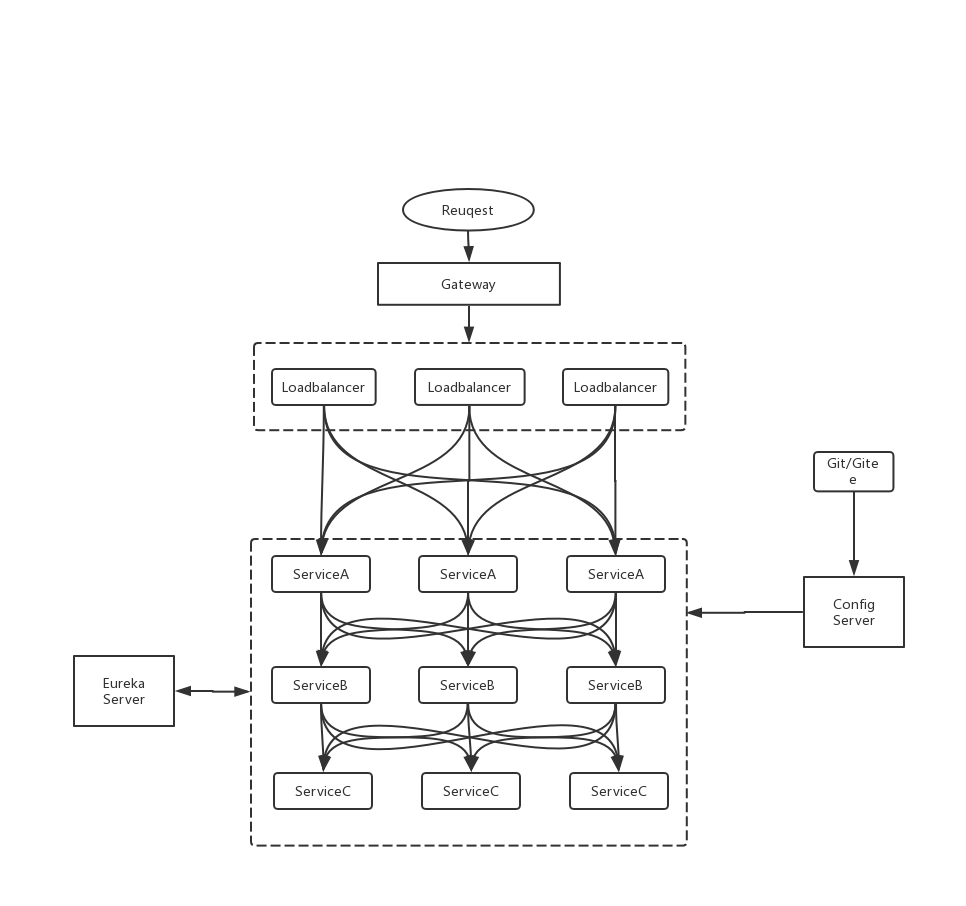 Reuqest
Gateway
Loadbalancer
Loadbalancer
Loadbalancer
Git/Gite
e
ServiceA
ServiceA
ServiceA
Config
Server
ServiceB
ServiceB
ServiceB
Eureka
Server
ServiceC
ServiceC
ServiceC